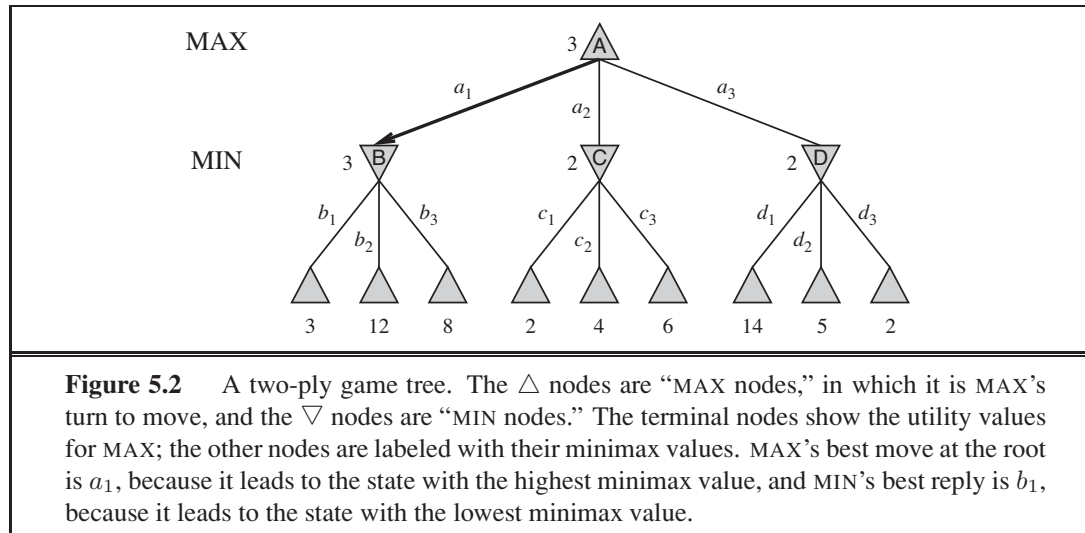 MAX 3 A
a1 a2 a3
MIN 3 B 2 C 2 D
b1 b2 b3 c1 c2 c3 d1 d2 d3
3 12 8 2 4 6 14 5 2
Figure 5.2 A two-ply game tree. The △ nodes are “MAX nodes,” in which it is MAX’s
turn to move, and the ▽ nodes are “MIN nodes.” The terminal nodes show the utility values
for MAX; the other nodes are labeled with their minimax values. MAX’s best move at the root
is a1, because it leads to the state with the highest minimax value, and MIN’s best reply is b1,
because it leads to the state with the lowest minimax value.